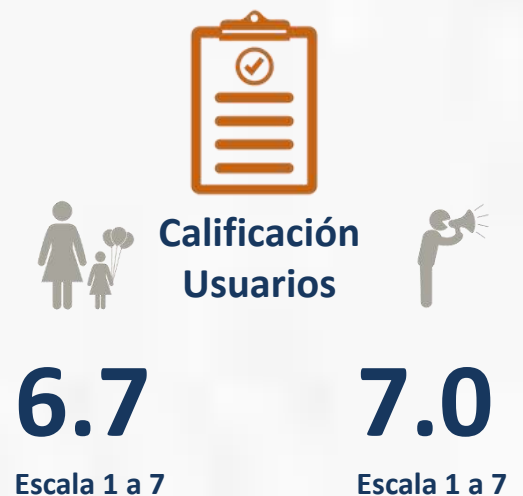 Calificación
Usuarios
6.7
7.0
Escala 1 a 7
Escala 1 a 7